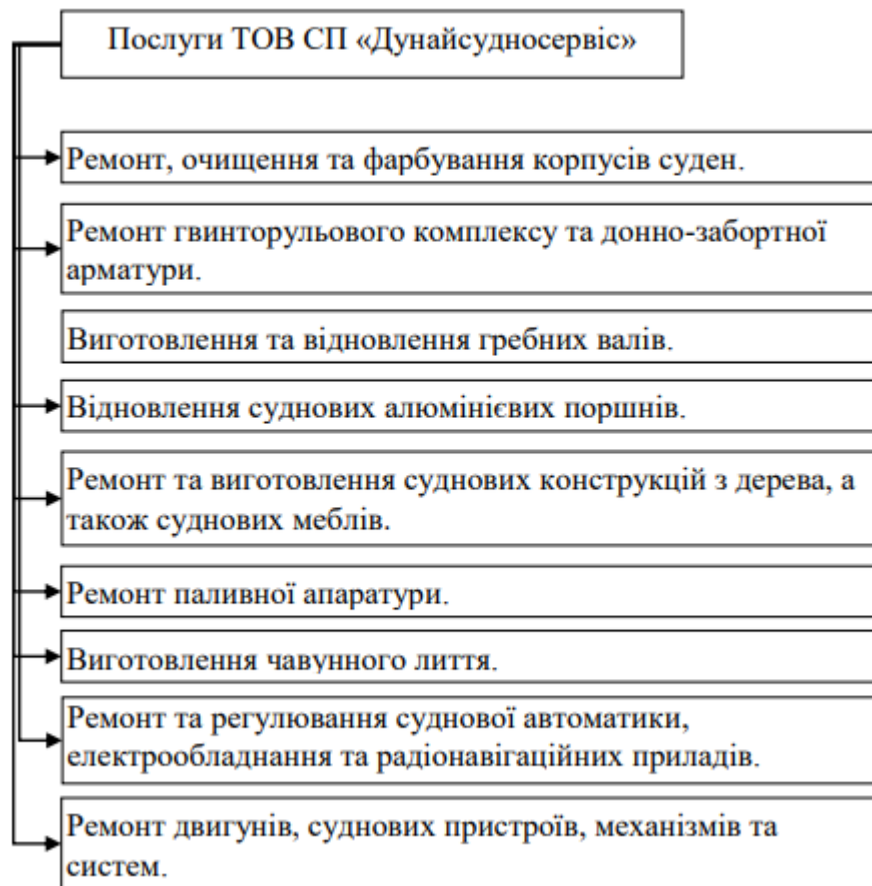 Послуги ТОВ СП «Дунайсудносервіс»
Ремонт, очищення та фарбування корпусів суден.
Ремонт гвинторульового комплексу та донно-забортної
арматури.
Виготовлення та відновлення гребних валів.
Відновлення суднових алюмінієвих поршнів.
Ремонт та виготовлення суднових конструкцій з дерева, а
також суднових меблів.
Ремонт паливної апаратури.
Виготовлення чавунного лиття.
Ремонт та регулювання суднової автоматики,
електрообладнання та радіонавігаційних приладів.
Ремонт двигунів, суднових пристроїв, механізмів та
систем.